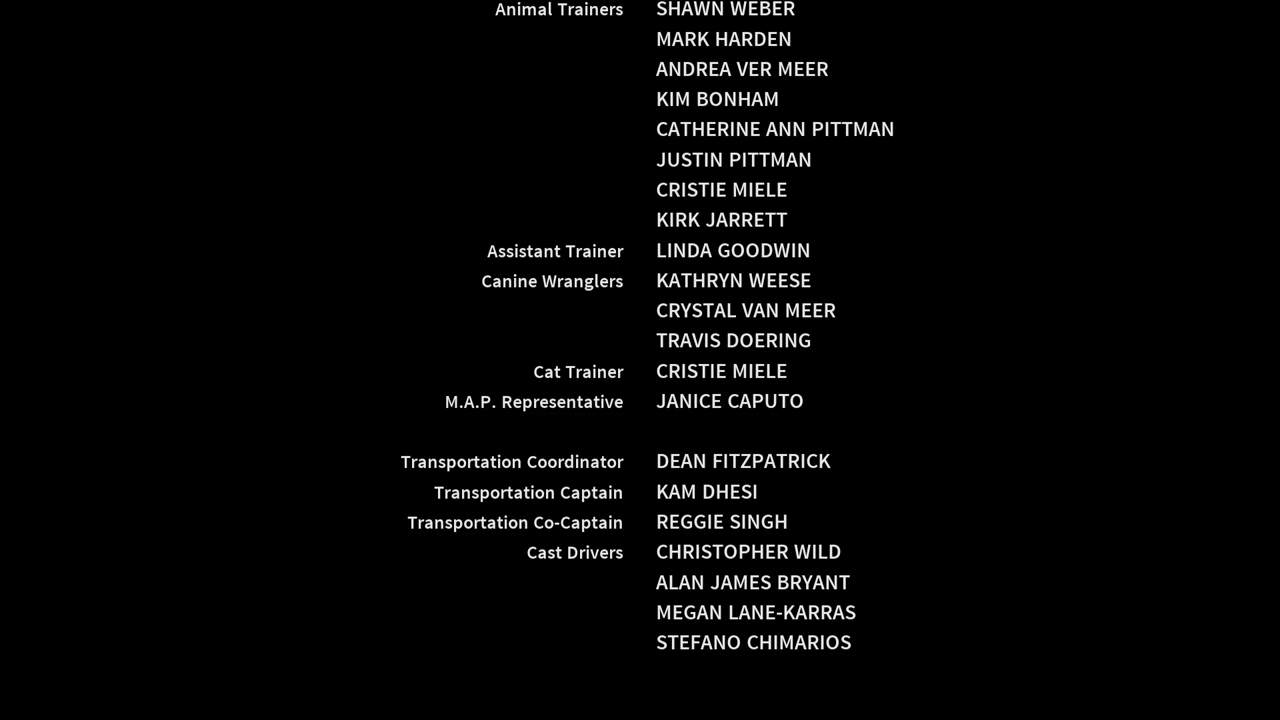 Animal Trainers SHAWN WEBER
MARK HARDEN
ANDREA VER MEER
KIM BONHAM
CATHERINE ANN PITTMAN
JUSTIN PITTMAN
CRISTIE MIELE
KIRK JARRETT
Assistant Trainer LINDA GOODWIN
Canine Wranglers KATHRYN WEESE
CRYSTAL VAN MEER
TRAVIS DOERING
Cat Trainer CRISTIE MIELE
M.A.P. Representative JANICE CAPUTO
Transportation Coordinator DEAN FITZPATRICK
Transportation Captain KAM DHESI
Transportation Co-Captain REGGIE SINGH
Cast Drivers CHRISTOPHER WILD
ALAN JAMES BRYANT
MEGAN LANE-KARRAS
STEFANO CHIMARIOS